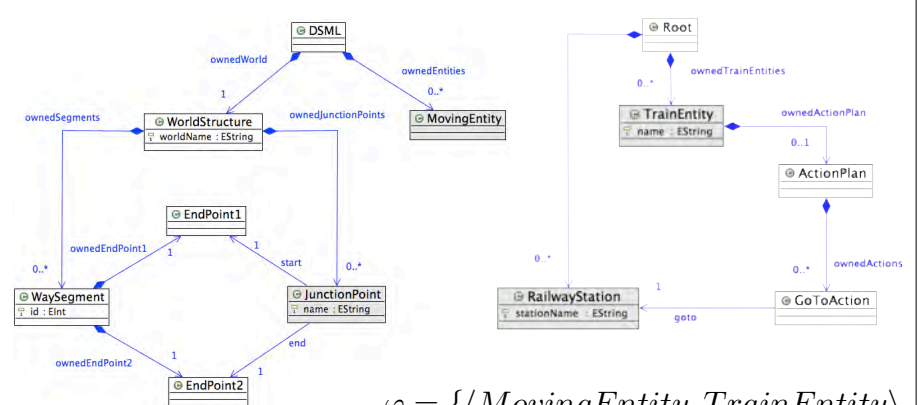 DSML
ownedWorld
1
ownedEntities
0..*
MovingEntity
ownedSegments
WorldStructure
worldName : EString
ownedJunctionPoints
EndPoint1
ownedEndPoint1
1
1
start
0..*
0..*
WaySegment
id : EInt
JunctionPoint
name : EString
ownedEndPoint2
1
end
1
EndPoint2
Root
0..*
ownedTrainEntities
TrainEntity
name : EString
ownedActionPlan
0..1
ActionPlan
0..*
0..*
ownedActions
RailwayStation
stationName : EString
1
goto
GoToAction
φ = {⟨MovingEntity, TrainEntity⟩